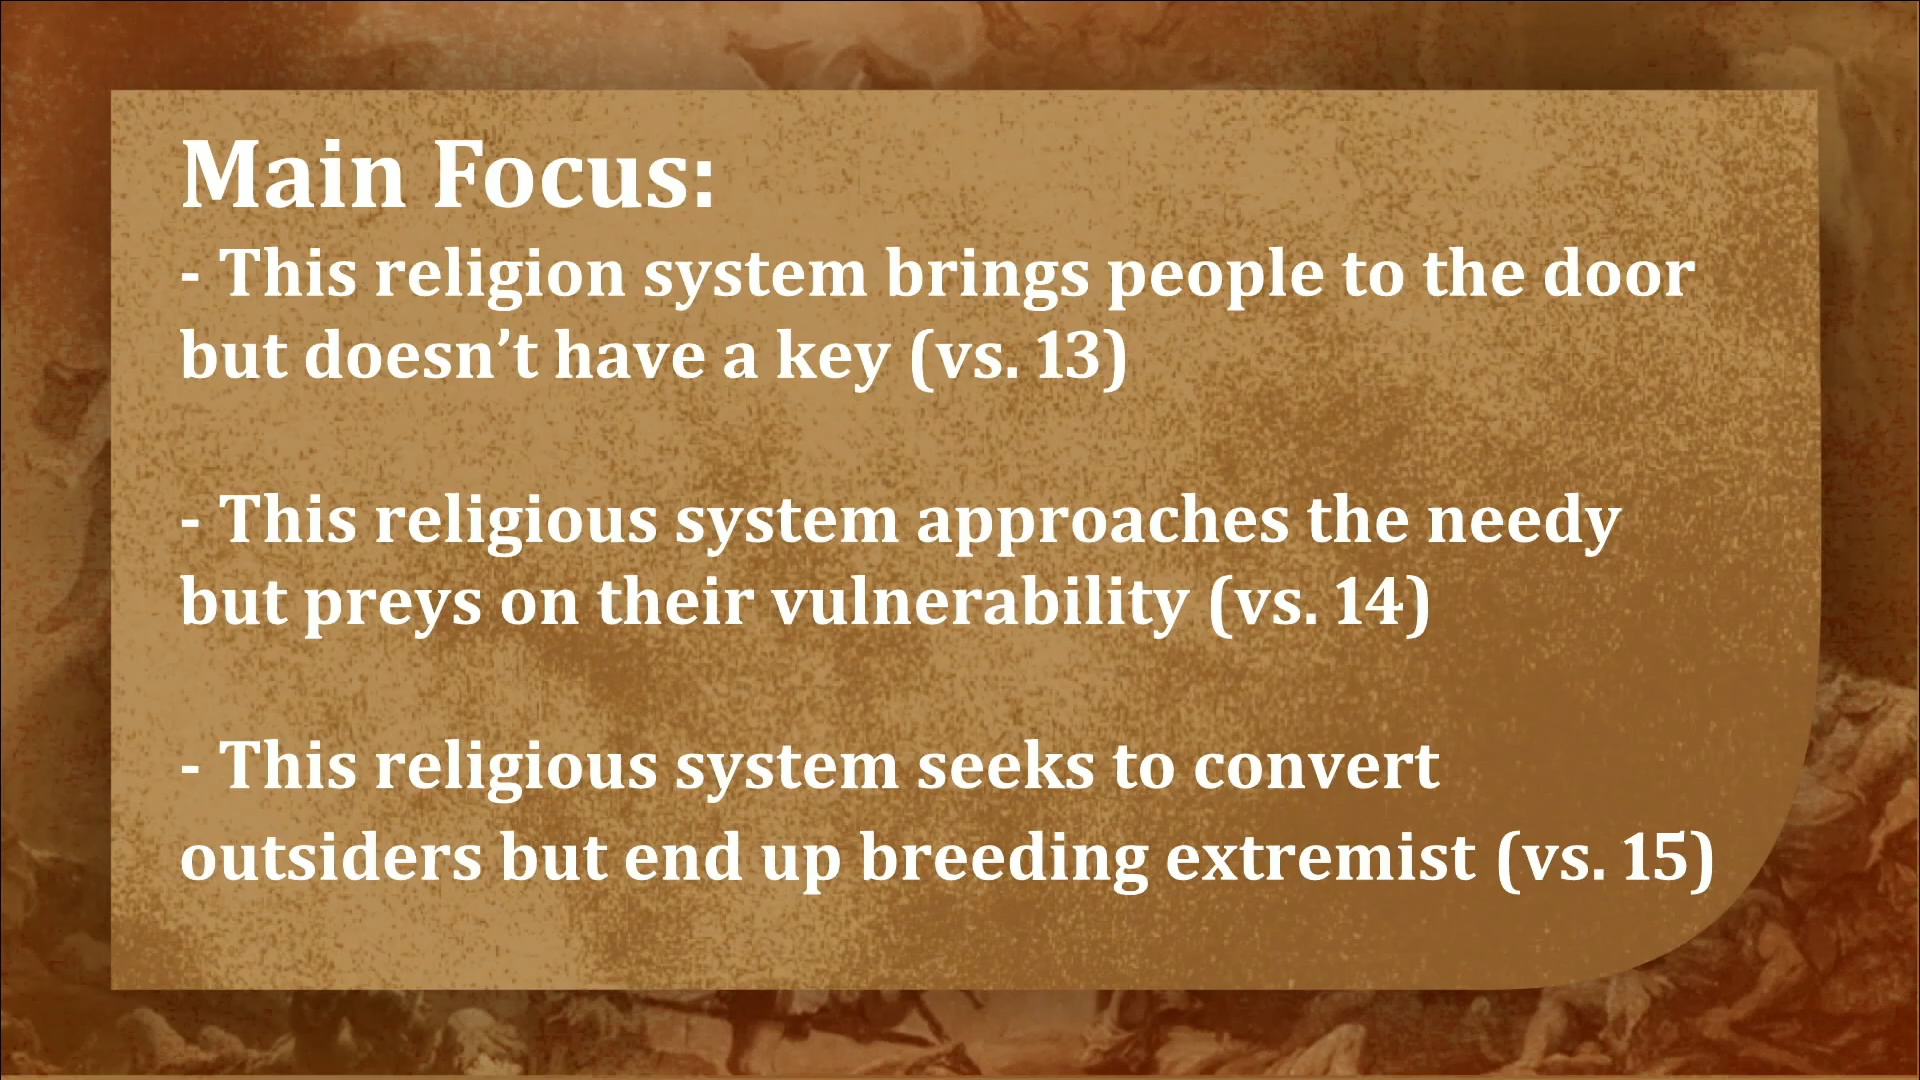 Main Focus:
- This religion system brings people to the door
but doesn’t have a key (vs. 13)
- This religious system approaches the needy
but preys on their vulnerability (vs. 14)
- This religious system seeks to convert
outsiders but end up breeding extremist (vs. 15)